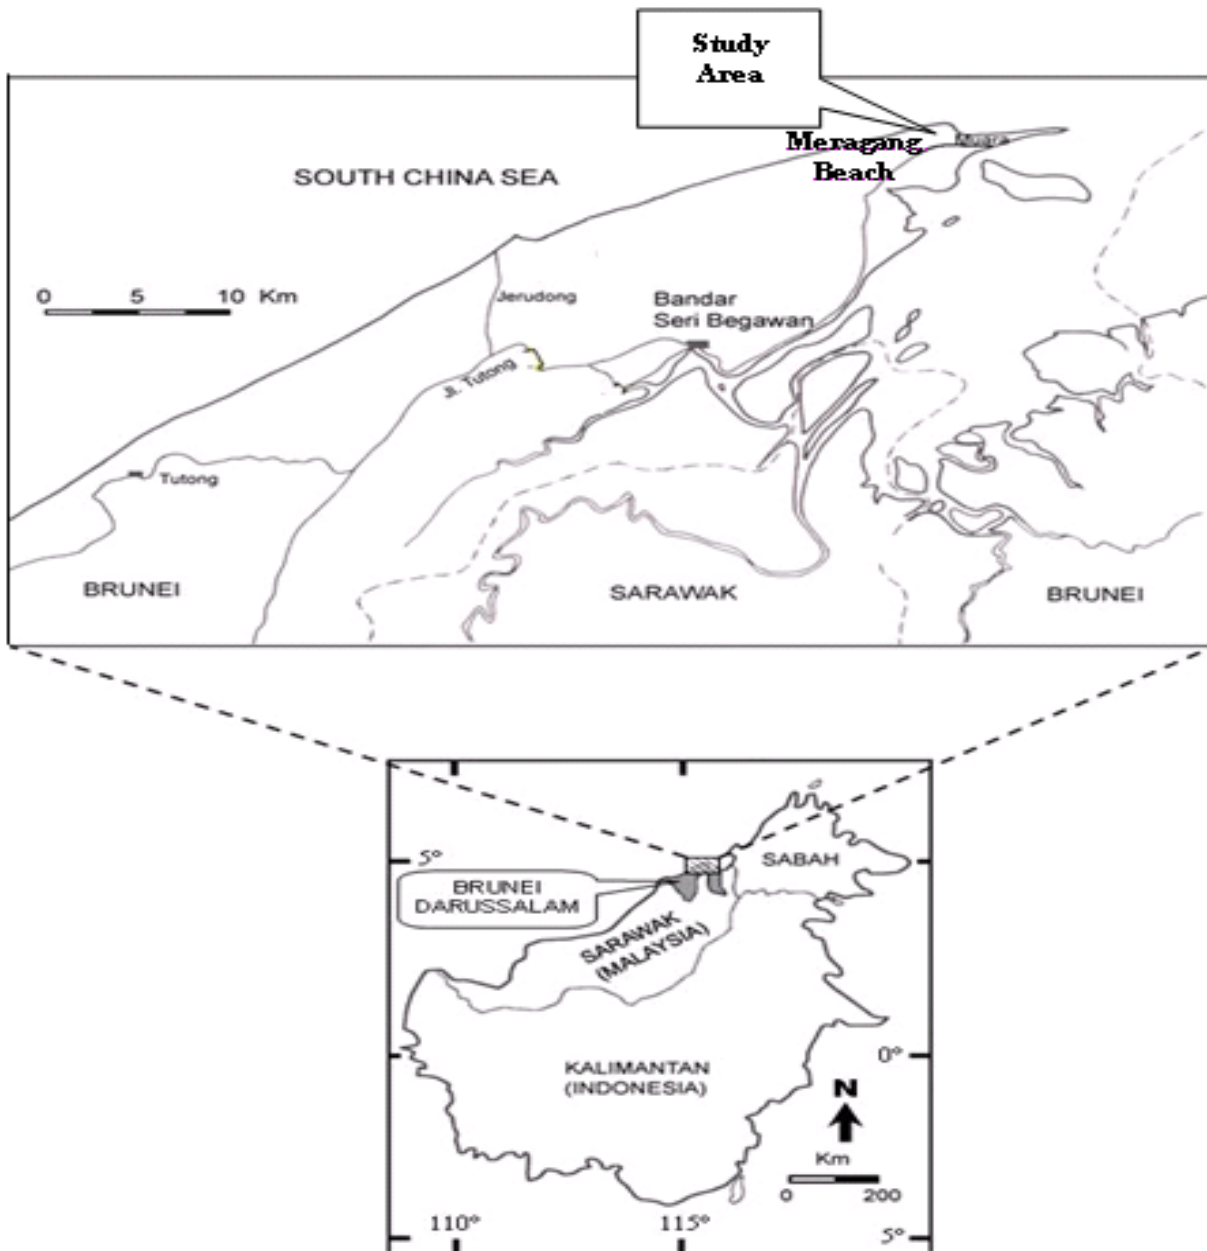 Study
Area
Meragang
Beach
Muara
SOUTH CHINA SEA
0 5 10 Km
Jerudong
Bandar
Seri Begawan
Jl. Tutong
Tutong
BRUNEI
SARAWAK
BRUNEI
5°
SABAH
BRUNEI
DARUSSALAM
SARAWAK
(MALAYSIA)
0°
KALIMANTAN
(INDONESIA)
N
Km
0 200
110° 115° 5°